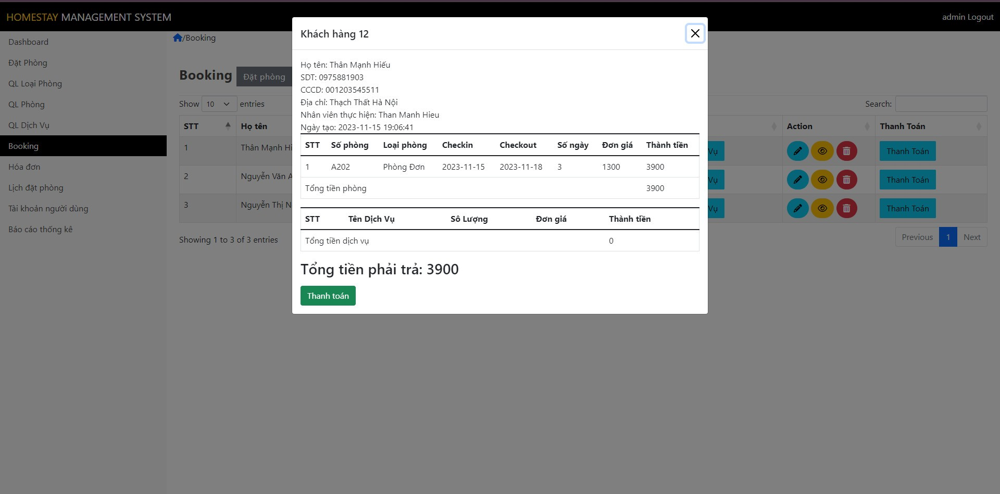 HOMESTAY MANAGEMENT SYSTEM
admin Logout
Dashboard
Đặt Phòng
QL Loại Phòng
QL Phòng
QL Dịch Vụ
Booking
Hóa đơn
Lịch đặt phòng
Tài khoản người dùng
Báo cáo thống kê
/Booking
Booking Đặt phòng
Show 10 entries
Search:
STT Họ tên Action Thanh Toán
1 Thân Mạnh Hi Vụ Thanh Toán
2 Nguyễn Văn A Vụ Thanh Toán
3 Nguyễn Thị N Vụ Thanh Toán
Showing 1 to 3 of 3 entries
Previous 1 Next
Khách hàng 12
Họ tên: Thân Mạnh Hiếu
SDT: 0975881903
CCCD: 001203545511
Địa chỉ: Thạch Thất Hà Nội
Nhân viên thực hiện: Than Manh Hieu
Ngày tạo: 2023-11-15 19:06:41
STT Số phòng Loại phòng Checkin Checkout Số ngày Đơn giá Thành tiền
1 A202 Phòng Đơn 2023-11-15 2023-11-18 3 1300 3900
Tổng tiền phòng 3900
STT Tên Dịch Vụ Sô Lượng Đơn giá Thành tiền
Tổng tiền dịch vụ 0
Tổng tiền phải trả: 3900
Thanh toán